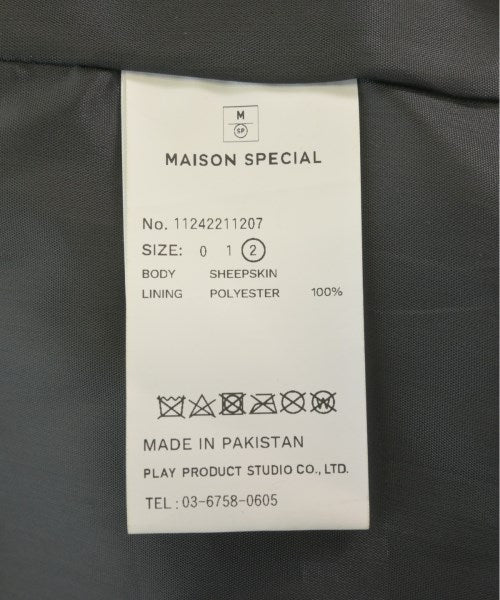 M
SP
MAISON SPECIAL
No. 11242211207
SIZE: 0 1 2
BODY SHEEPSKIN
LINING POLYESTER 100%
MADE IN PAKISTAN
PLAY PRODUCT STUDIO CO., LTD.
TEL : 03-6758-0605